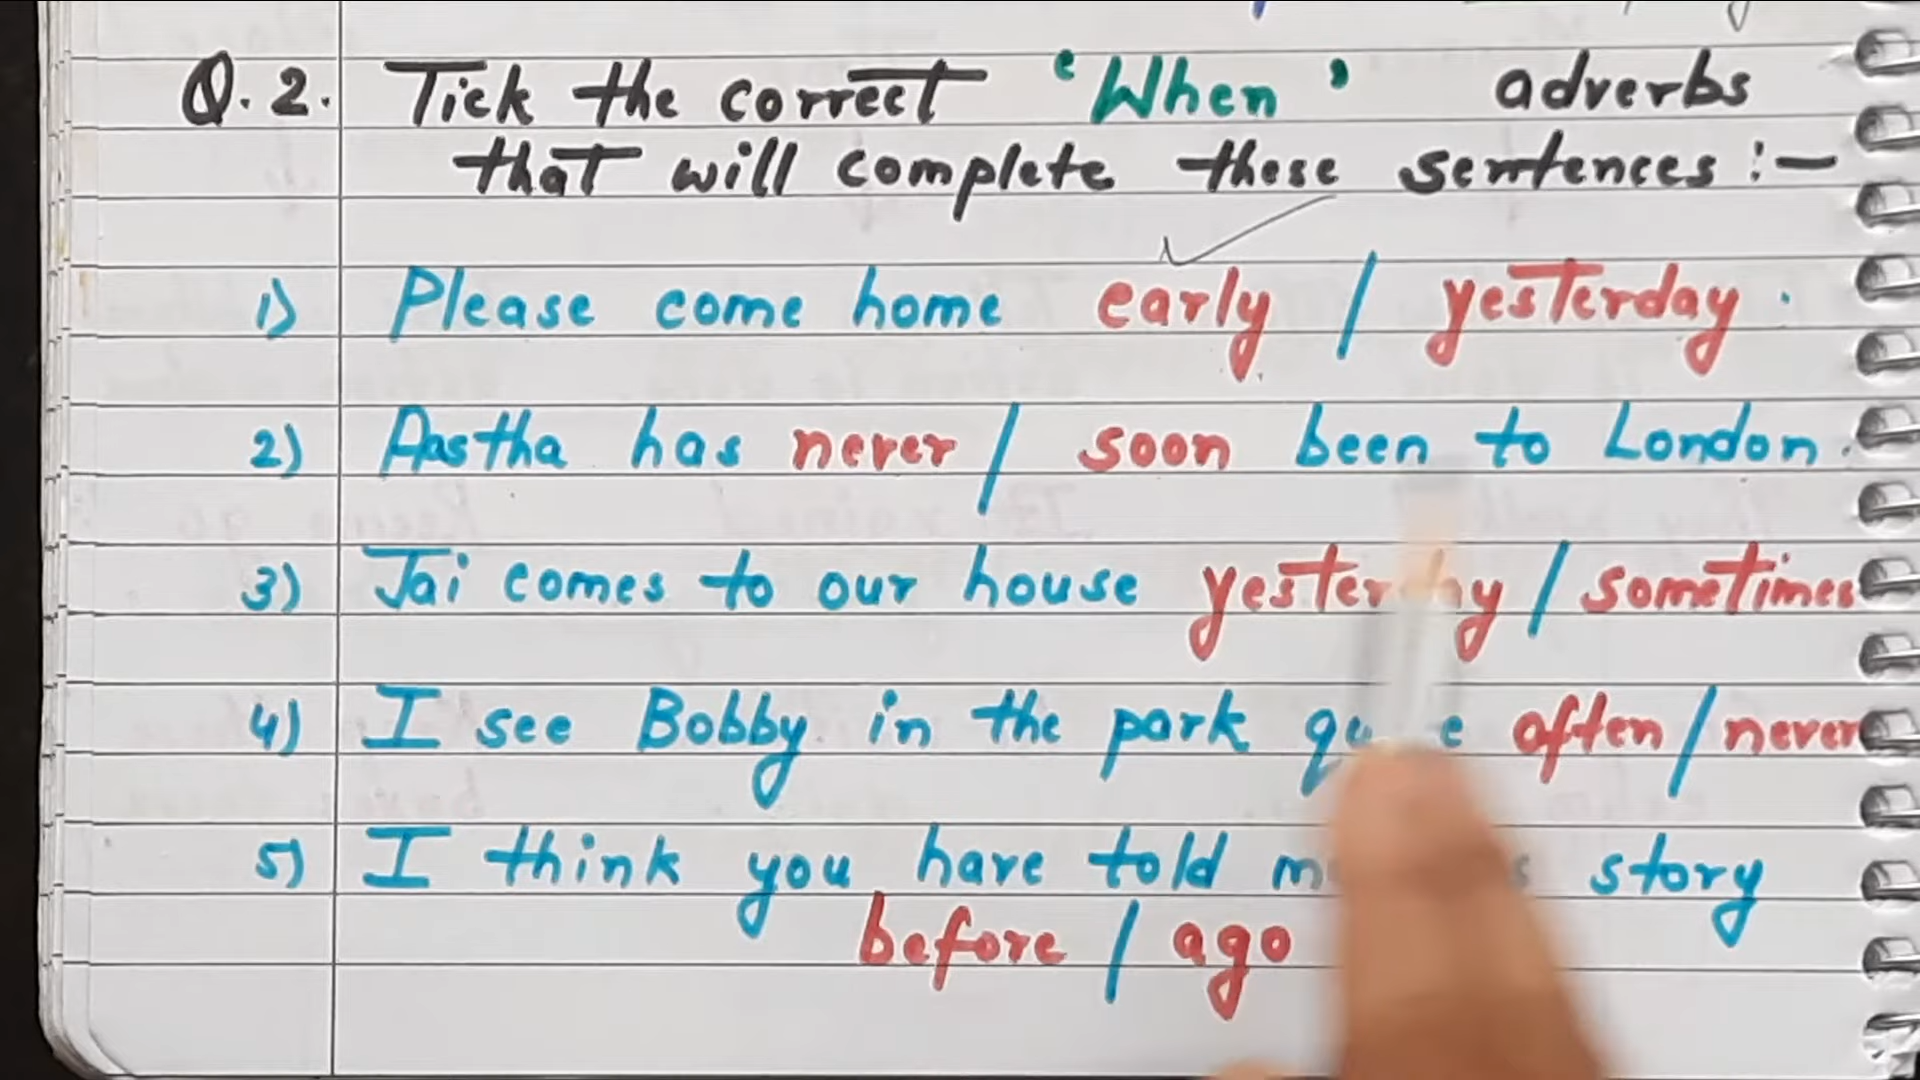 Q. 2. Tick the correct 'When' adverbs
that will complete these sentences :-
1) Please come home early / yesterday.
2) Aastha has never / soon been to London.
3) Jai comes to our house / sometimes
4) I see Bobby in the park often / never
5) I think you have told story
before / ago